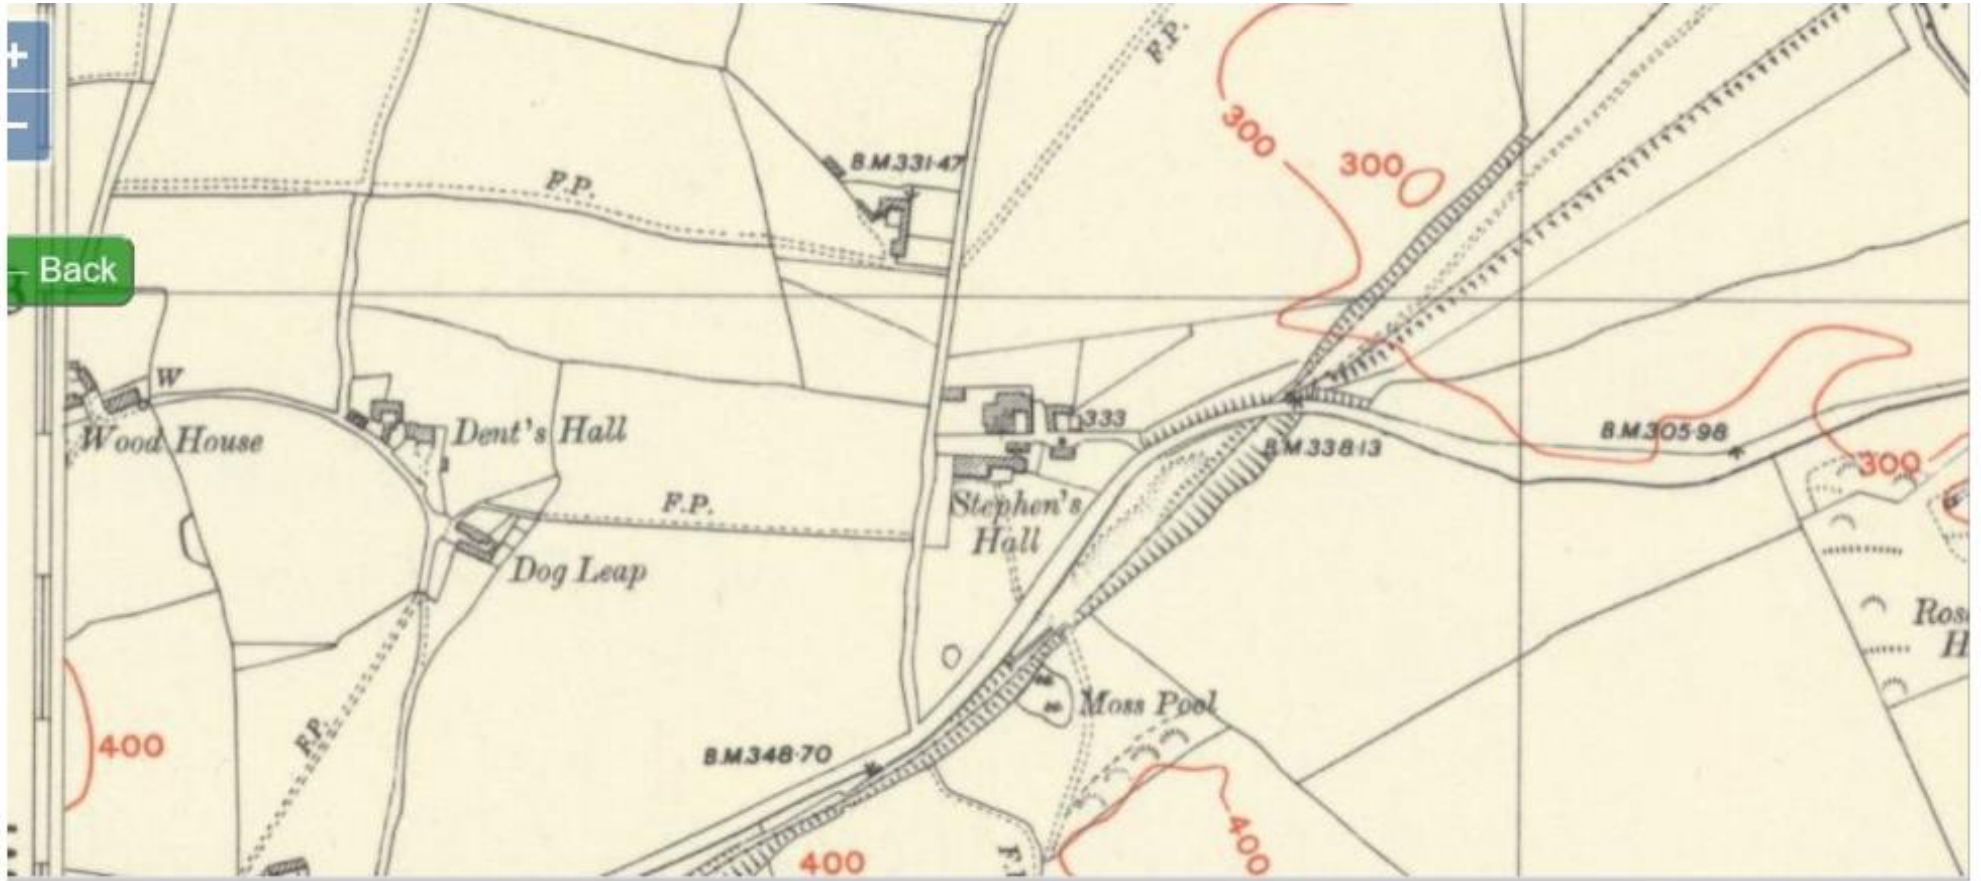 +
F.P.
300
−
B.M.331·47
300
F.P.
Back
W
333
Dent's Hall
Wood House
B.M.338·13
B.M.305·98
300
F.P.
Stephen's
Hall
Dog Leap
F.P.
Moss Pool
400
B.M.348·70
400
400